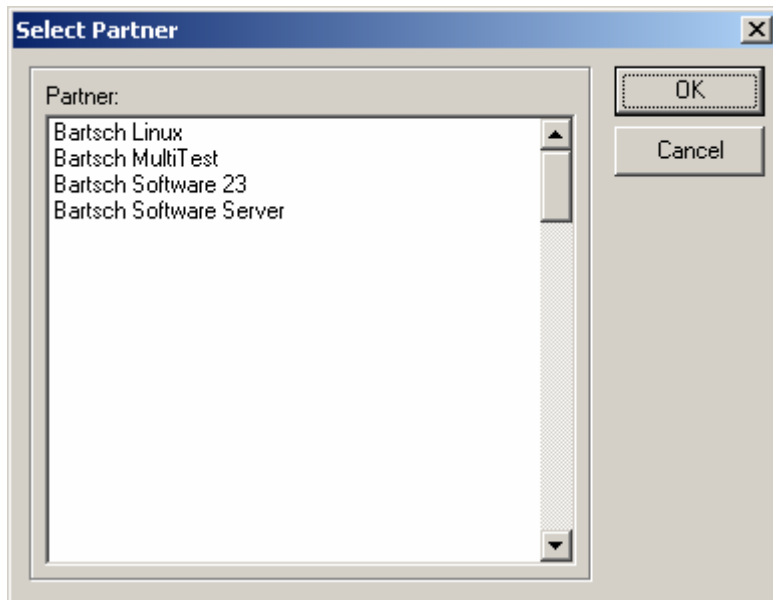 Select Partner
Partner:
Bartsch Linux
Bartsch MultiTest
Bartsch Software 23
Bartsch Software Server
OK
Cancel